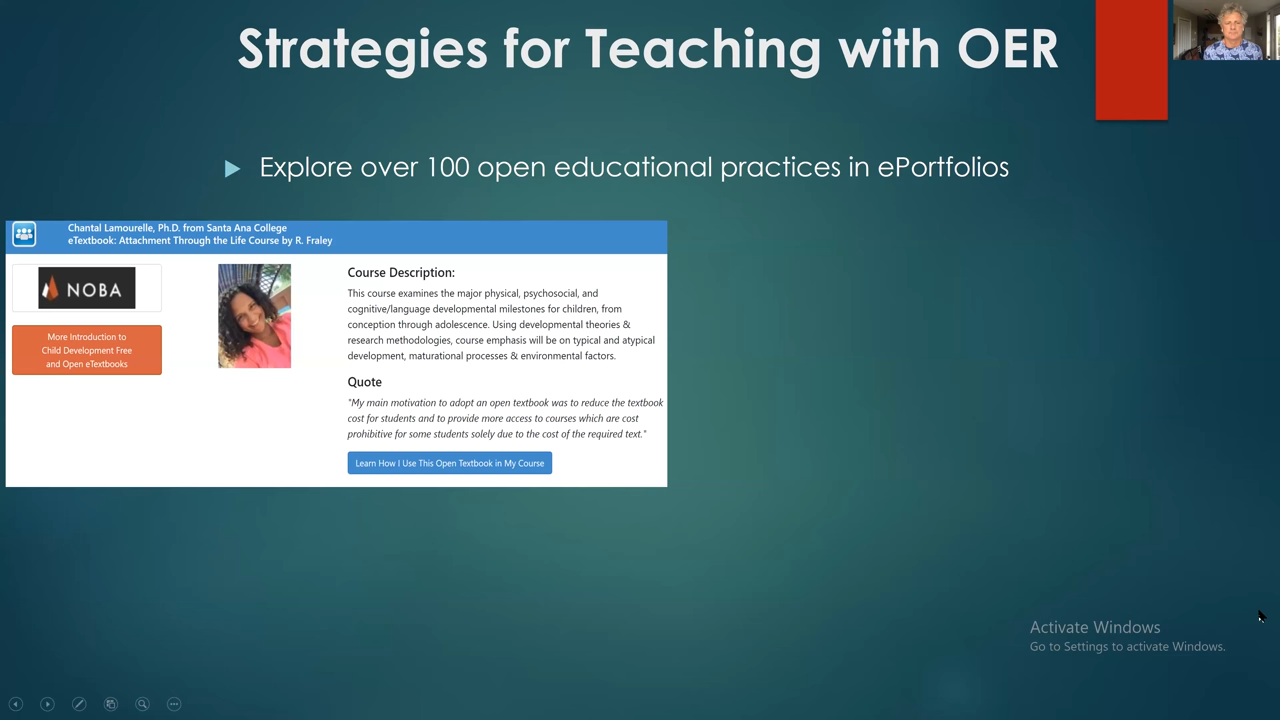 Strategies for Teaching with OER
Explore over 100 open educational practices in ePortfolios
Chantal Lamourelle, Ph.D. from Santa Ana College
eTextbook: Attachment Through the Life Course by R. Fraley
NOBA
More Introduction to
Child Development Free
and Open eTextbooks
Course Description:
This course examines the major physical, psychosocial, and
cognitive/language developmental milestones for children, from
conception through adolescence. Using developmental theories &
research methodologies, course emphasis will be on typical and atypical
development, maturational processes & environmental factors.
Quote
"My main motivation to adopt an open textbook was to reduce the textbook
cost for students and to provide more access to courses which are cost
prohibitive for some students solely due to the cost of the required text."
Learn How I Use This Open Textbook in My Course
Activate Windows
Go to Settings to activate Windows.